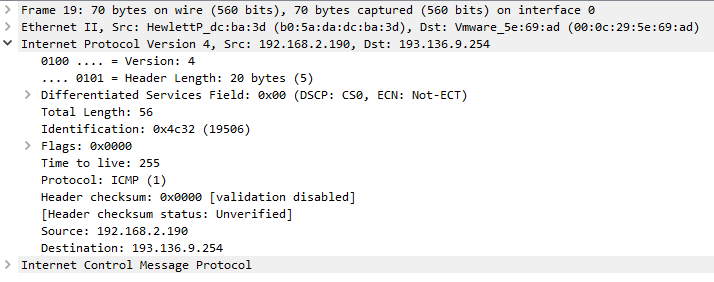 Frame 19: 70 bytes on wire (560 bits), 70 bytes captured (560 bits) on interface 0
Ethernet II, Src: HewlettP_dc:ba:3d (b0:5a:da:dc:ba:3d), Dst: Vmware_5e:69:ad (00:0c:29:5e:69:ad)
Internet Protocol Version 4, Src: 192.168.2.190, Dst: 193.136.9.254
0100 .... = Version: 4
.... 0101 = Header Length: 20 bytes (5)
Differentiated Services Field: 0x00 (DSCP: CS0, ECN: Not-ECT)
Total Length: 56
Identification: 0x4c32 (19506)
Flags: 0x0000
Time to live: 255
Protocol: ICMP (1)
Header checksum: 0x0000 [validation disabled]
[Header checksum status: Unverified]
Source: 192.168.2.190
Destination: 193.136.9.254
Internet Control Message Protocol